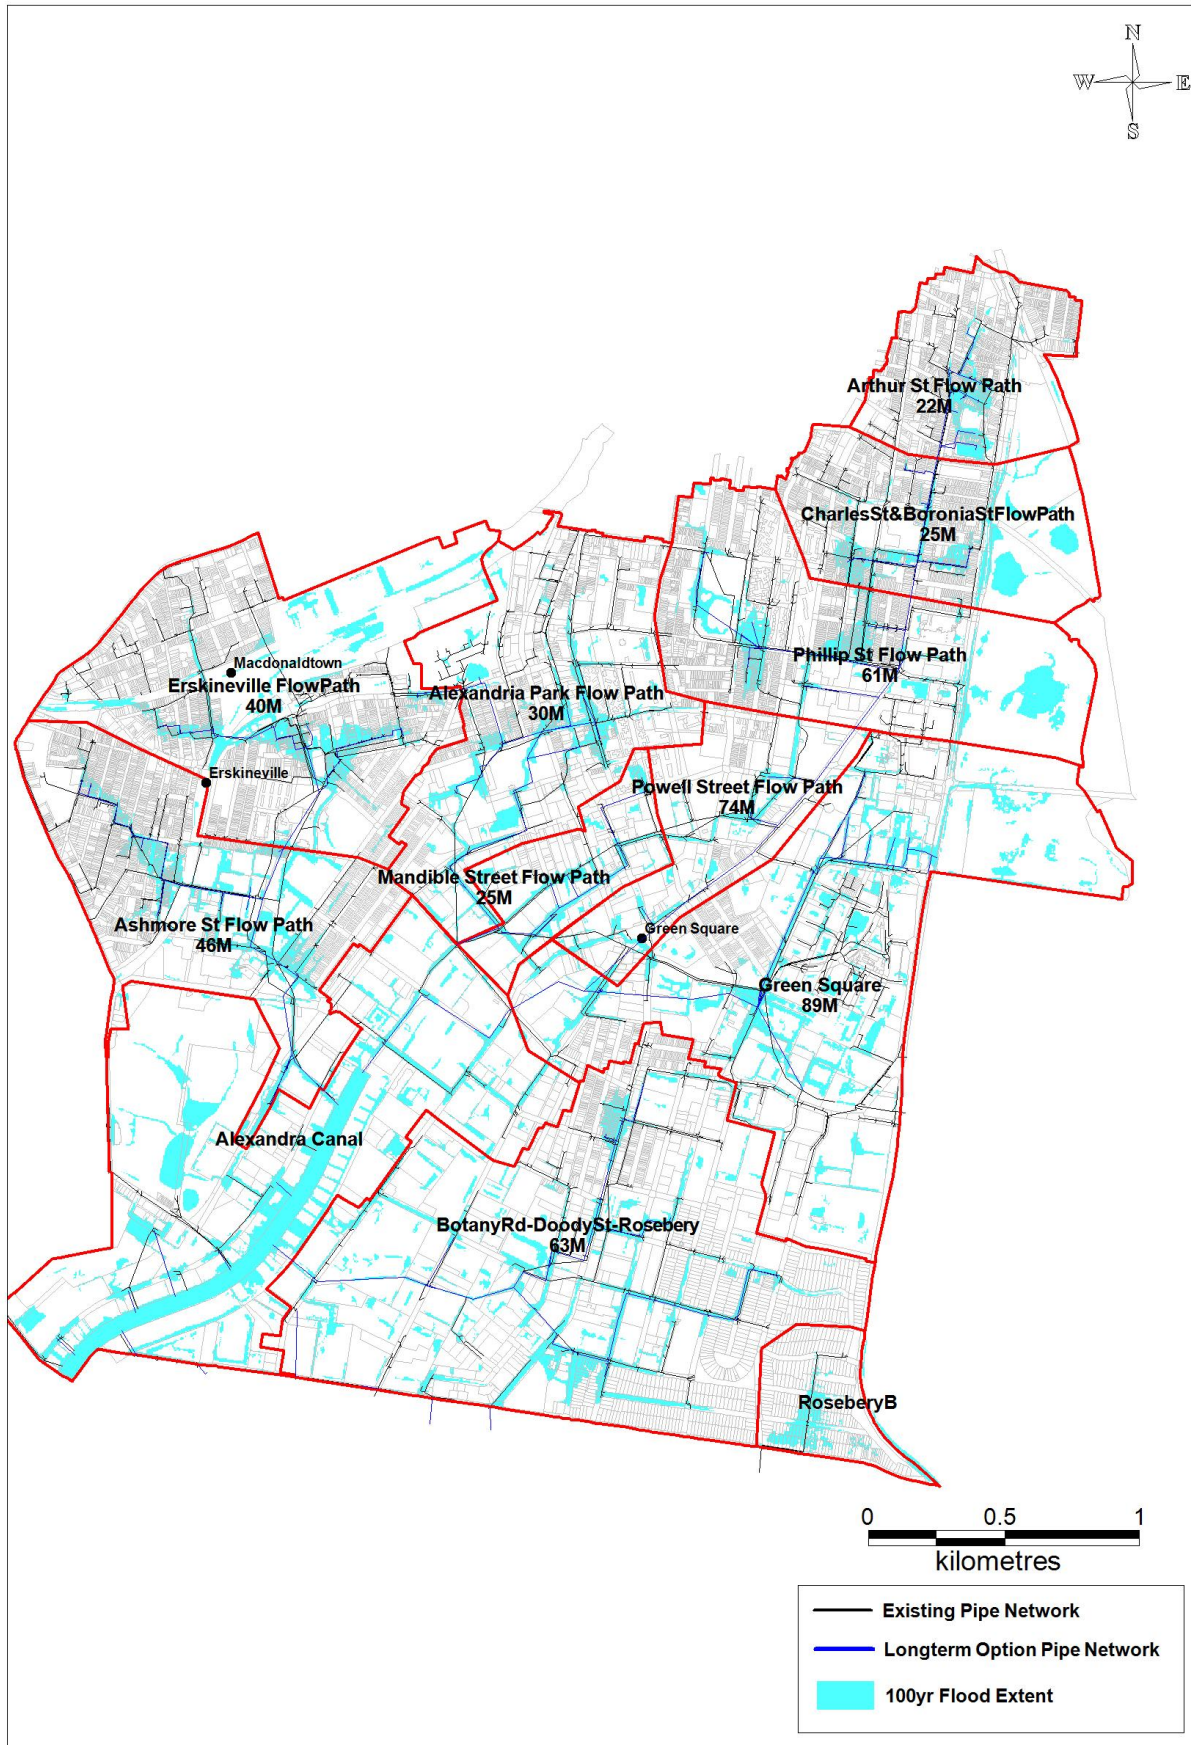 N
W E
S
Arthur St Flow Path
22M
CharlesSt&BoroniaStFlowPath
25M
Phillip St Flow Path
61M
Macdonaldtown
Erskineville FlowPath
40M
Alexandria Park Flow Path
30M
Erskineville
Powell Street Flow Path
74M
Mandible Street Flow Path
25M
Ashmore St Flow Path
46M
Green Square
Green Square
89M
Alexandra Canal
BotanyRd-DoodySt-Rosebery
63M
RoseberyB
0 0.5 1
kilometres
Existing Pipe Network
Longterm Option Pipe Network
100yr Flood Extent